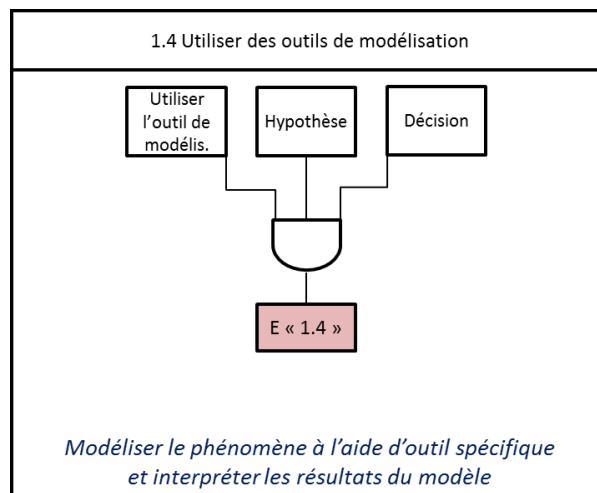 1.4 Utiliser des outils de modélisation
Utiliser
l'outil de
modélis.
Hypothèse
Décision
E « 1.4 »
Modéliser le phénomène à l'aide d'outil spécifique
et interpréter les résultats du modèle